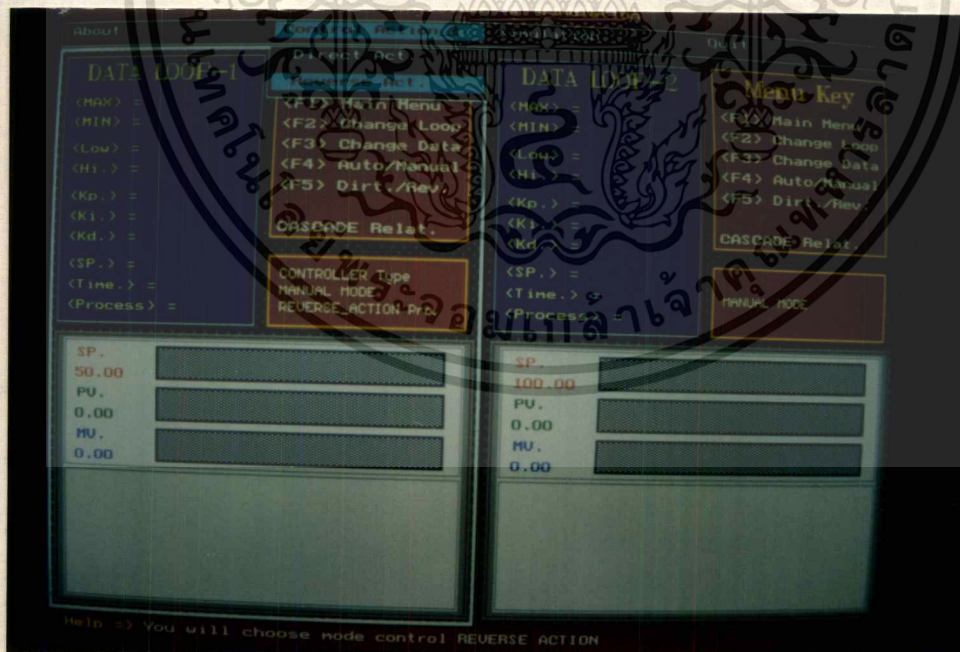 About
Control Action
Quit
Direct Act.
Reverse Act.
DATA LOOP-1
<MAX> =
<MIN> =
<Low> =
<Hi.> =
<Kp.> =
<Ki.> =
<Kd.> =
<SP.> =
<Time.> =
<Process> =
<F1> Main Menu
<F2> Change Loop
<F3> Change Data
<F4> Auto/Manual
<F5> Dirt./Rev.
CASCADE Relat.
CONTROLLER Type
MANUAL MODE
REVERSE_ACTION
DATA LOOP-2
<MAX> =
<MIN> =
<Low> =
<Hi.> =
<Kp.> =
<Ki.> =
<Kd.> =
<SP.> =
<Time.> =
<Process> =
Menu Key
<F1> Main Menu
<F2> Change Loop
<F3> Change Data
<F4> Auto/Manual
<F5> Dirt./Rev.
CASCADE Relat.
MANUAL MODE
SP.
50.00
PV.
0.00
MV.
0.00
SP.
100.00
PV.
0.00
MV.
0.00
Help => You will choose mode control REVERSE ACTION